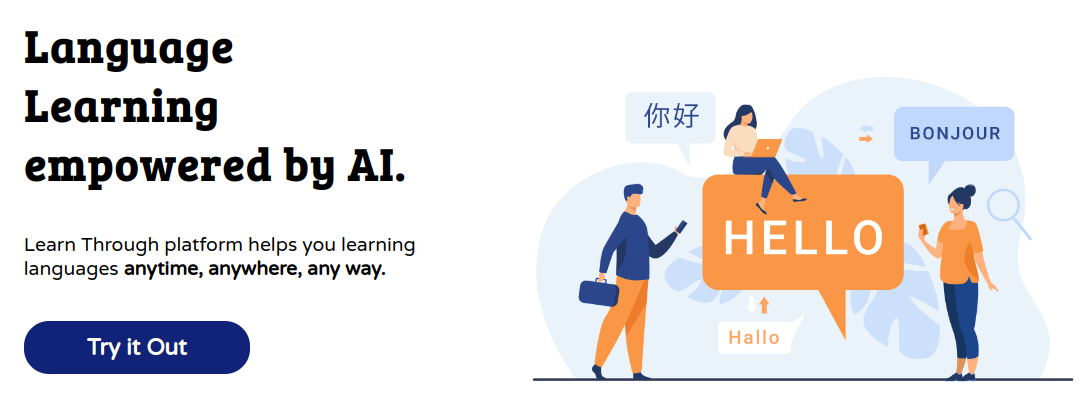 Language
Learning
empowered by AI.
Learn Through platform helps you learning
languages anytime, anywhere, any way.
Try it Out
你好
BONJOUR
HELLO
Hallo